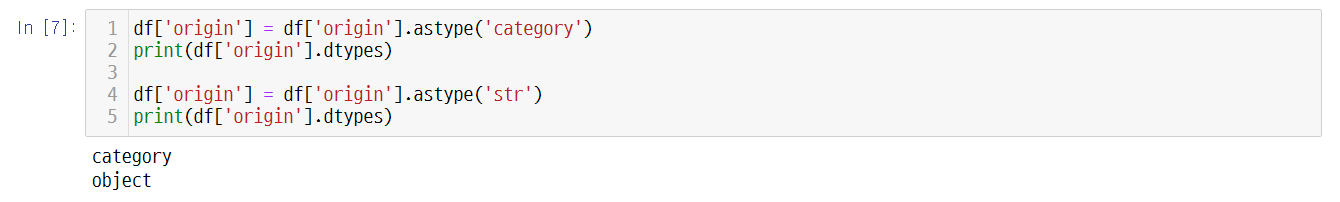 In [7]:
1 df['origin'] = df['origin'].astype('category')
2 print(df['origin'].dtypes)
3
4 df['origin'] = df['origin'].astype('str')
5 print(df['origin'].dtypes)
category
object